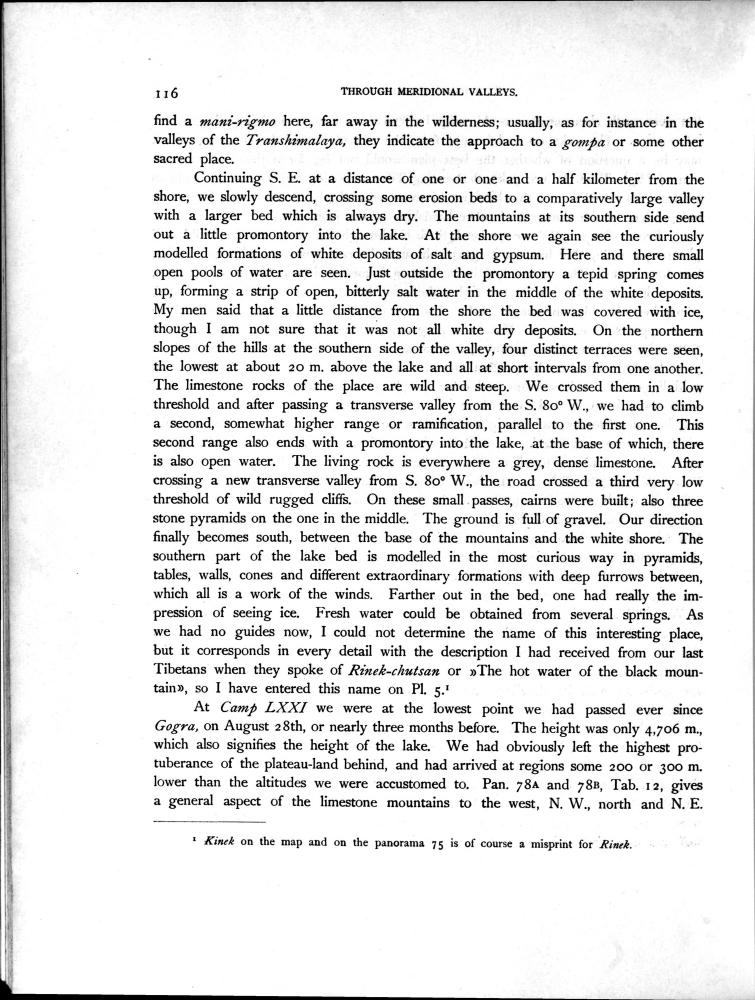 116
THROUGH MERIDIONAL VALLEYS.
find a mani-rigmo here, far away in the wilderness; usually, as for instance in the
valleys of the Transhimalaya, they indicate the approach to a gompa or some other
sacred place.
Continuing S. E. at a distance of one or one and a half kilometer from the
shore, we slowly descend, crossing some erosion beds to a comparatively large valley
with a larger bed which is always dry. The mountains at its southern side send
out a little promontory into the lake. At the shore we again see the curiously
modelled formations of white deposits of salt and gypsum. Here and there small
open pools of water are seen. Just outside the promontory a tepid spring comes
up, forming a strip of open, bitterly salt water in the middle of the white deposits.
My men said that a little distance from the shore the bed was covered with ice,
though I am not sure that it was not all white dry deposits. On the northern
slopes of the hills at the southern side of the valley, four distinct terraces were seen,
the lowest at about 20 m. above the lake and all at short intervals from one another.
The limestone rocks of the place are wild and steep. We crossed them in a low
threshold and after passing a transverse valley from the S. 80° W., we had to climb
a second, somewhat higher range or ramification, parallel to the first one. This
second range also ends with a promontory into the lake, at the base of which, there
is also open water. The living rock is everywhere a grey, dense limestone. After
crossing a new transverse valley from S. 80° W., the road crossed a third very low
threshold of wild rugged cliffs. On these small passes, cairns were built; also three
stone pyramids on the one in the middle. The ground is full of gravel. Our direction
finally becomes south, between the base of the mountains and the white shore. The
southern part of the lake bed is modelled in the most curious way in pyramids,
tables, walls, cones and different extraordinary formations with deep furrows between,
which all is a work of the winds. Farther out in the bed, one had really the im-
pression of seeing ice. Fresh water could be obtained from several springs. As
we had no guides now, I could not determine the name of this interesting place,
but it corresponds in every detail with the description I had received from our last
Tibetans when they spoke of Rinek-chutsan or »The hot water of the black moun-
tain», so I have entered this name on Pl. 5.¹
At Camp LXXI we were at the lowest point we had passed ever since
Gogra, on August 28th, or nearly three months before. The height was only 4,706 m.,
which also signifies the height of the lake. We had obviously left the highest pro-
tuberance of the plateau-land behind, and had arrived at regions some 200 or 300 m.
lower than the altitudes we were accustomed to. Pan. 78A and 78B, Tab. 12, gives
a general aspect of the limestone mountains to the west, N. W., north and N. E.
¹ Kinek on the map and on the panorama 75 is of course a misprint for Rinek.